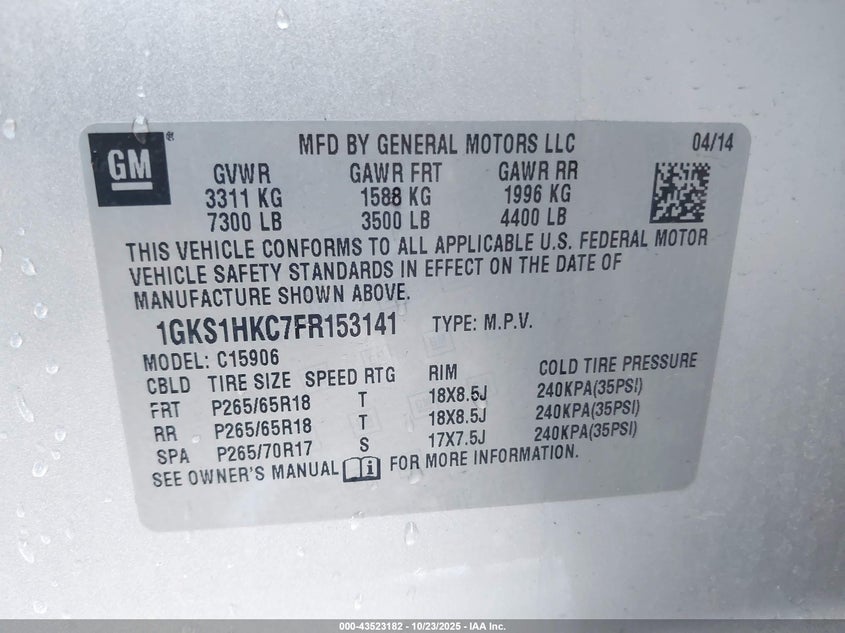 GM ® MFD BY GENERAL MOTORS LLC 04/14
GVWR GAWR FRT GAWR RR
3311 KG 1588 KG 1996 KG
7300 LB 3500 LB 4400 LB
THIS VEHICLE CONFORMS TO ALL APPLICABLE U.S. FEDERAL MOTOR
VEHICLE SAFETY STANDARDS IN EFFECT ON THE DATE OF
MANUFACTURE SHOWN ABOVE.
1GKS1HKC7FR153141 TYPE: M.P.V.
MODEL: C15906
CBLD TIRE SIZE SPEED RTG RIM COLD TIRE PRESSURE
FRT P265/65R18 T 18X8.5J 240KPA(35PSI)
RR P265/65R18 T 18X8.5J 240KPA(35PSI)
SPA P265/70R17 S 17X7.5J 240KPA(35PSI)
SEE OWNER'S MANUAL i FOR MORE INFORMATION.
000-43523182 - 10/23/2025 - IAA Inc.